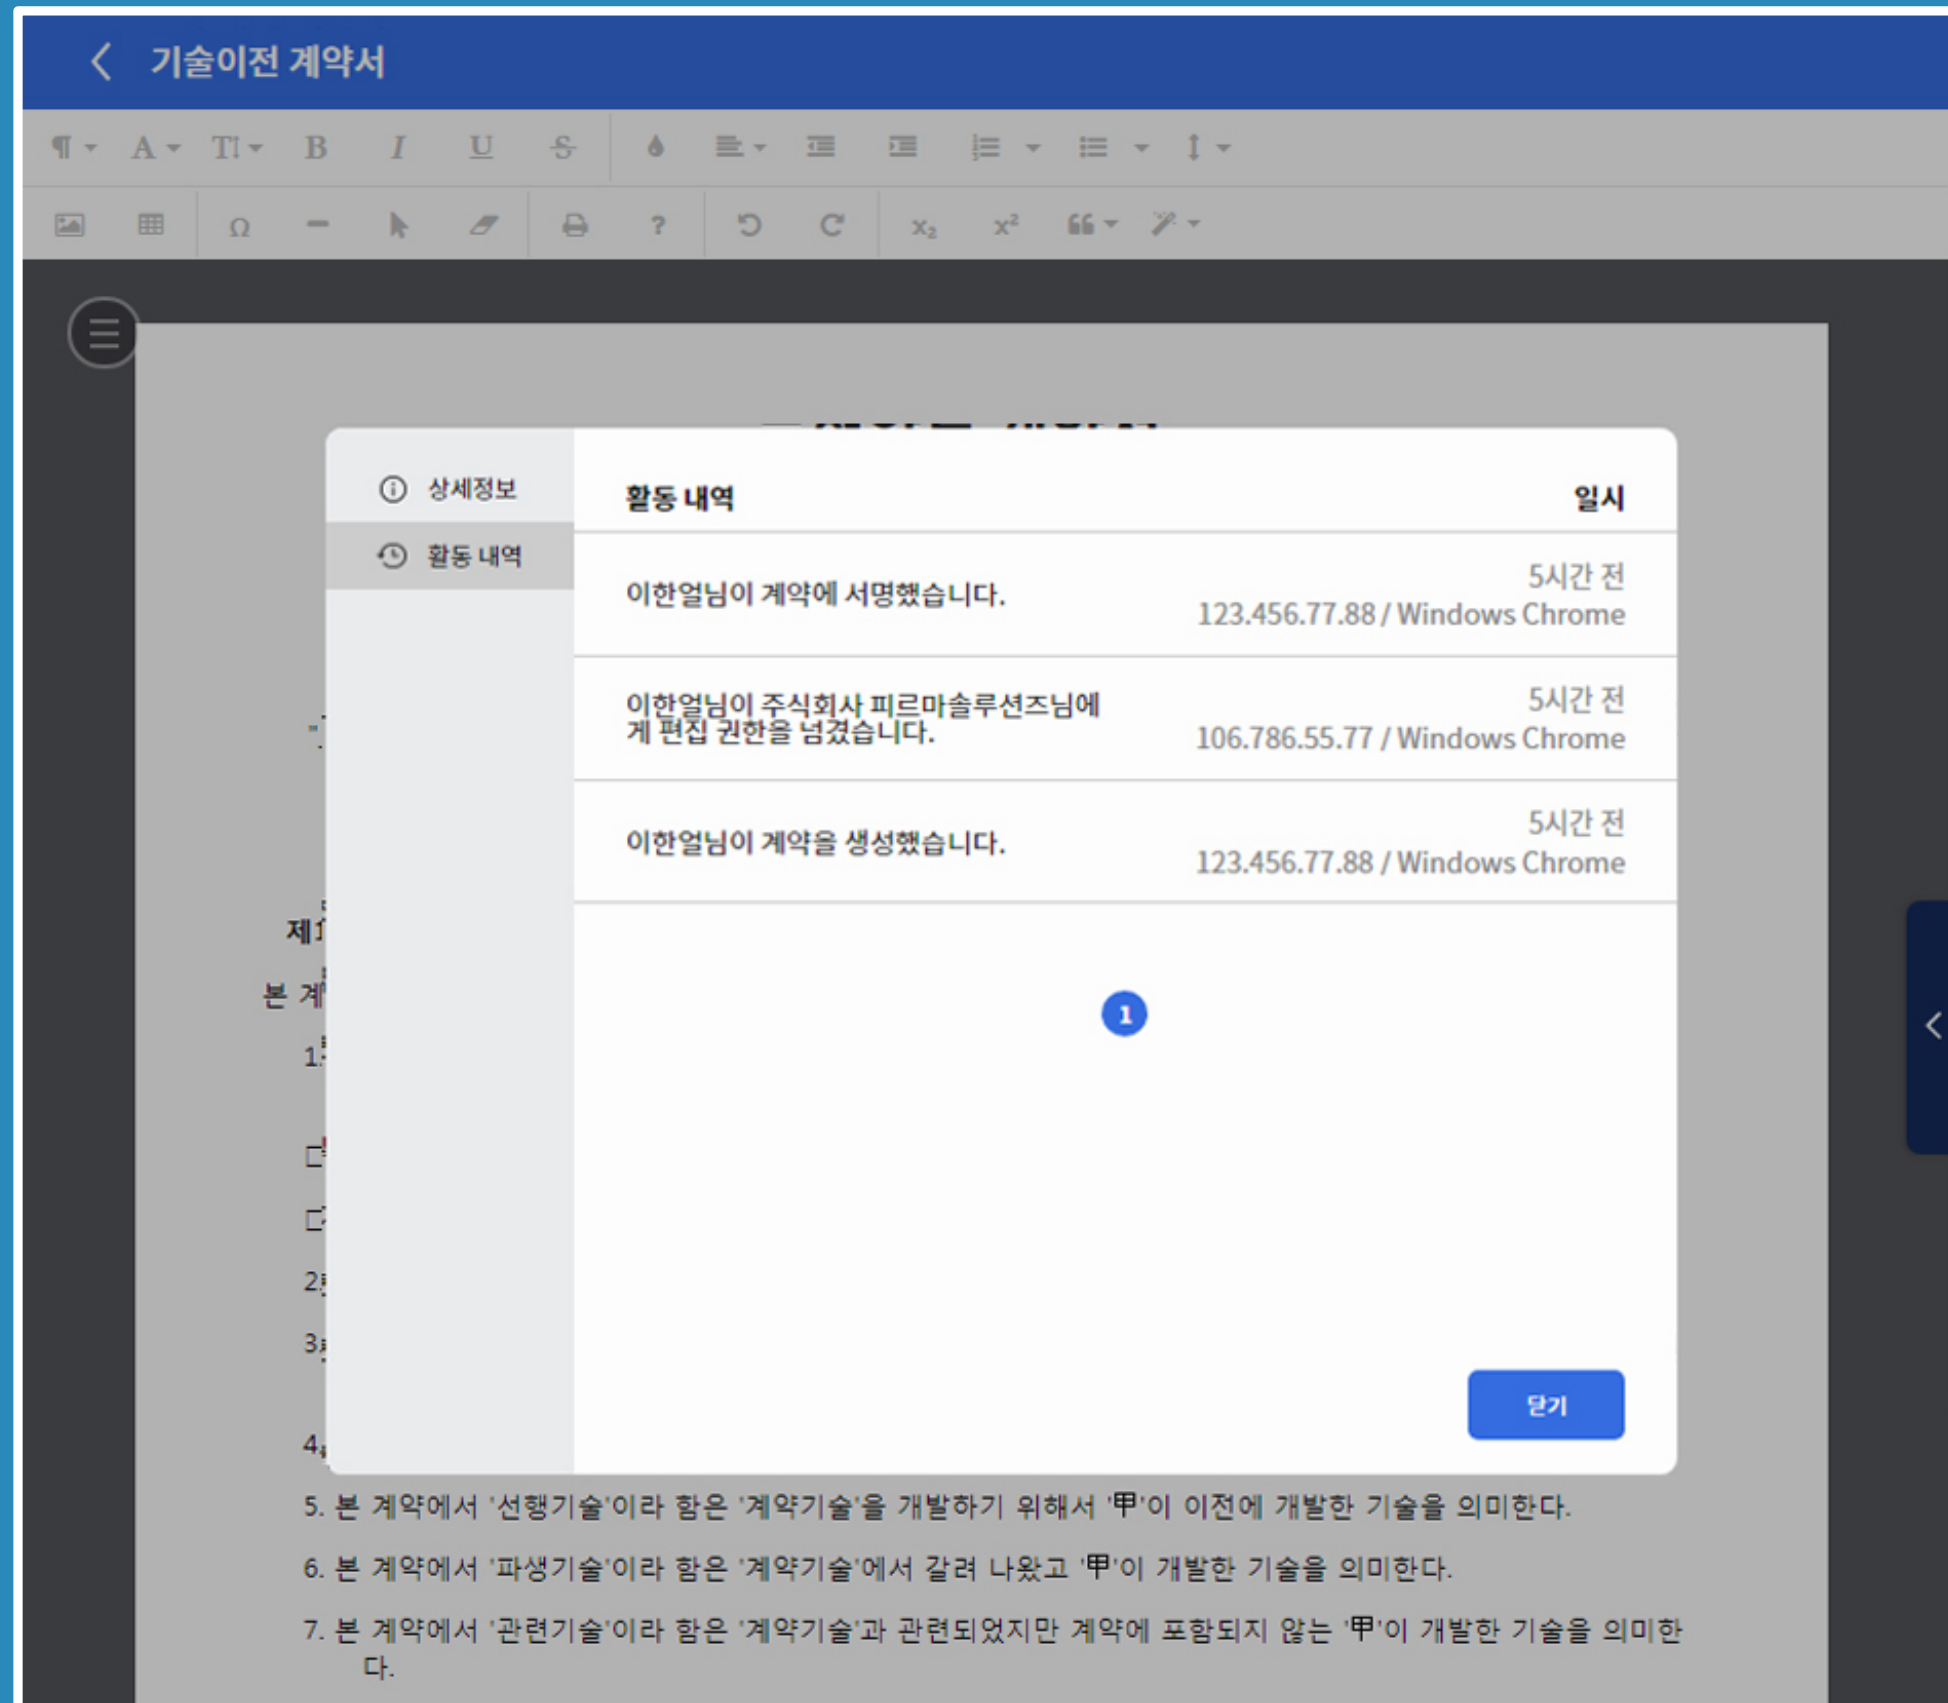 기술이전 계약서
상세정보
활동 내역
활동 내역 일시
이한얼님이 계약에 서명했습니다.
5시간 전
123.456.77.88 / Windows Chrome
이한얼님이 주식회사 피르마솔루션즈님에
게 편집 권한을 넘겼습니다.
5시간 전
106.786.55.77 / Windows Chrome
이한얼님이 계약을 생성했습니다.
5시간 전
123.456.77.88 / Windows Chrome
1
닫기
본 계
1.
2.
3.
4.
5. 본 계약에서 '선행기술'이라 함은 '계약기술'을 개발하기 위해서 '甲'이 이전에 개발한 기술을 의미한다.
6. 본 계약에서 '파생기술'이라 함은 '계약기술'에서 갈려 나왔고 '甲'이 개발한 기술을 의미한다.
7. 본 계약에서 '관련기술'이라 함은 '계약기술'과 관련되었지만 계약에 포함되지 않는 '甲'이 개발한 기술을 의미한
다.